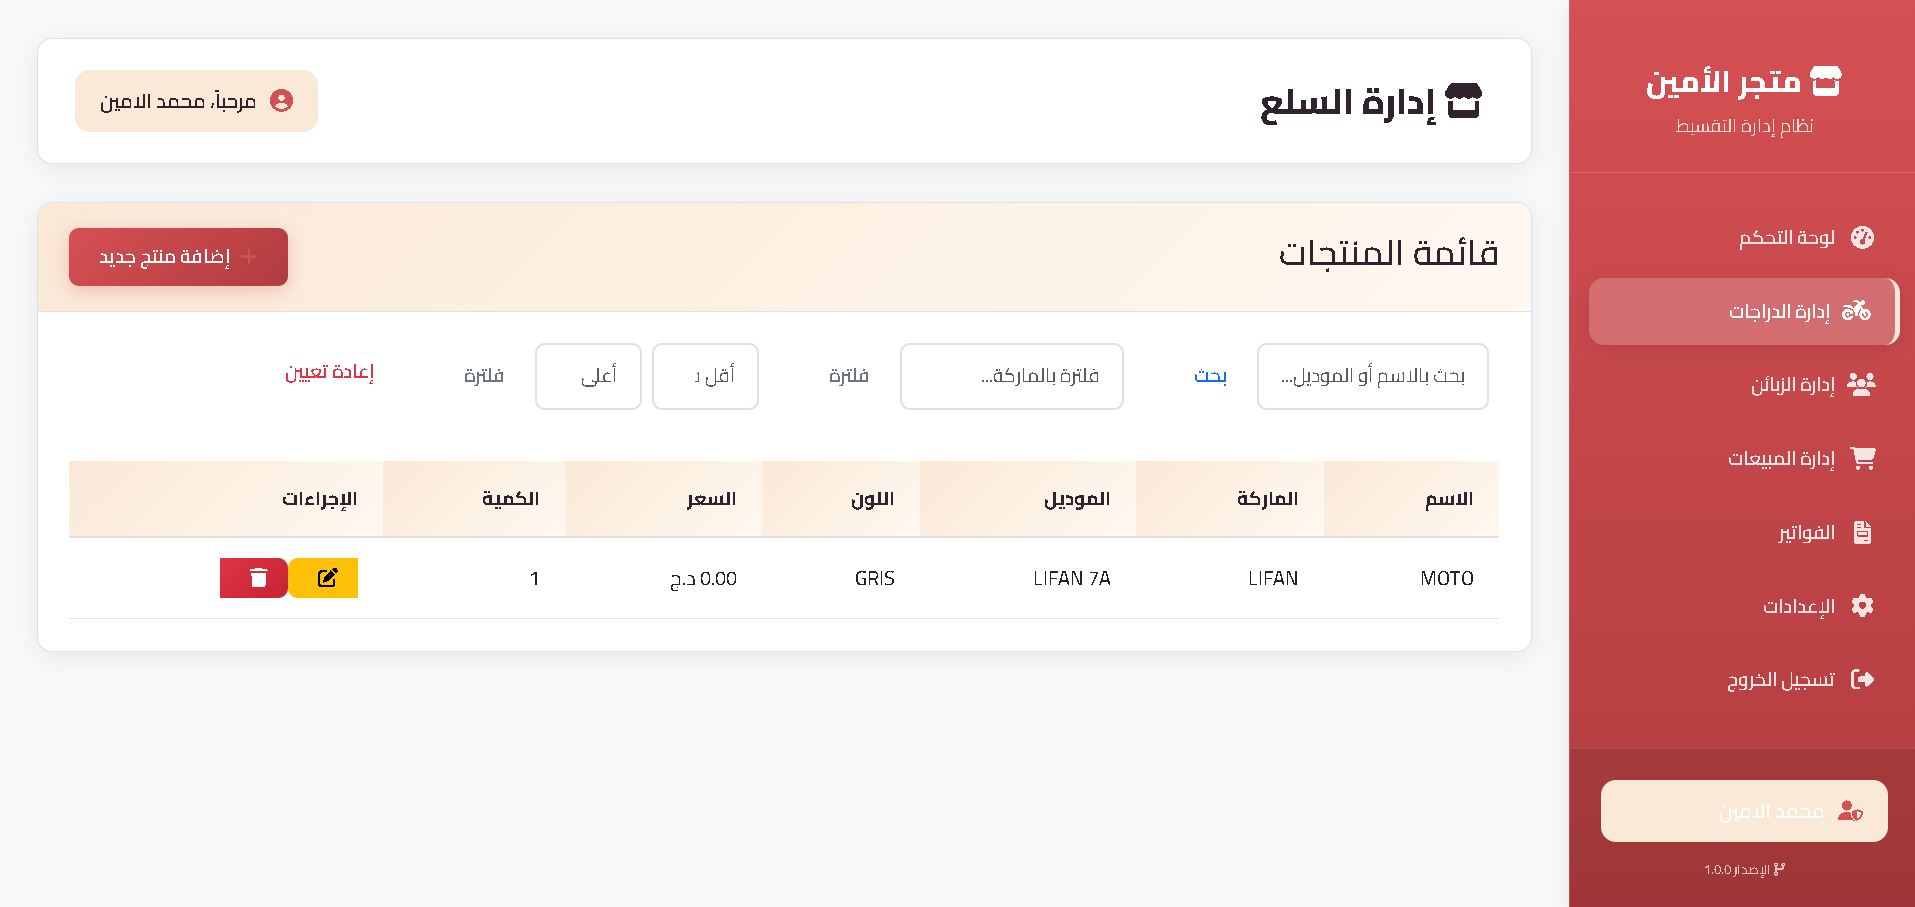 متجر الأمين
نظام إدارة التقسيط
لوحة التحكم
إدارة الدراجات
إدارة الزبائن
إدارة المبيعات
الفواتير
الإعدادات
تسجيل الخروج
محمد الامين
الإصدار 1.0.0
إدارة السلع
مرحباً، محمد الامين
قائمة المنتجات
إضافة منتج جديد
بحث بالاسم أو الموديل... بحث فلترة بالماركة... فلترة أقل أعلى فلترة إعادة تعيين
الاسم الماركة الموديل اللون السعر الكمية الإجراءات
MOTO LIFAN LIFAN 7A GRIS 0.00 د.ج 1